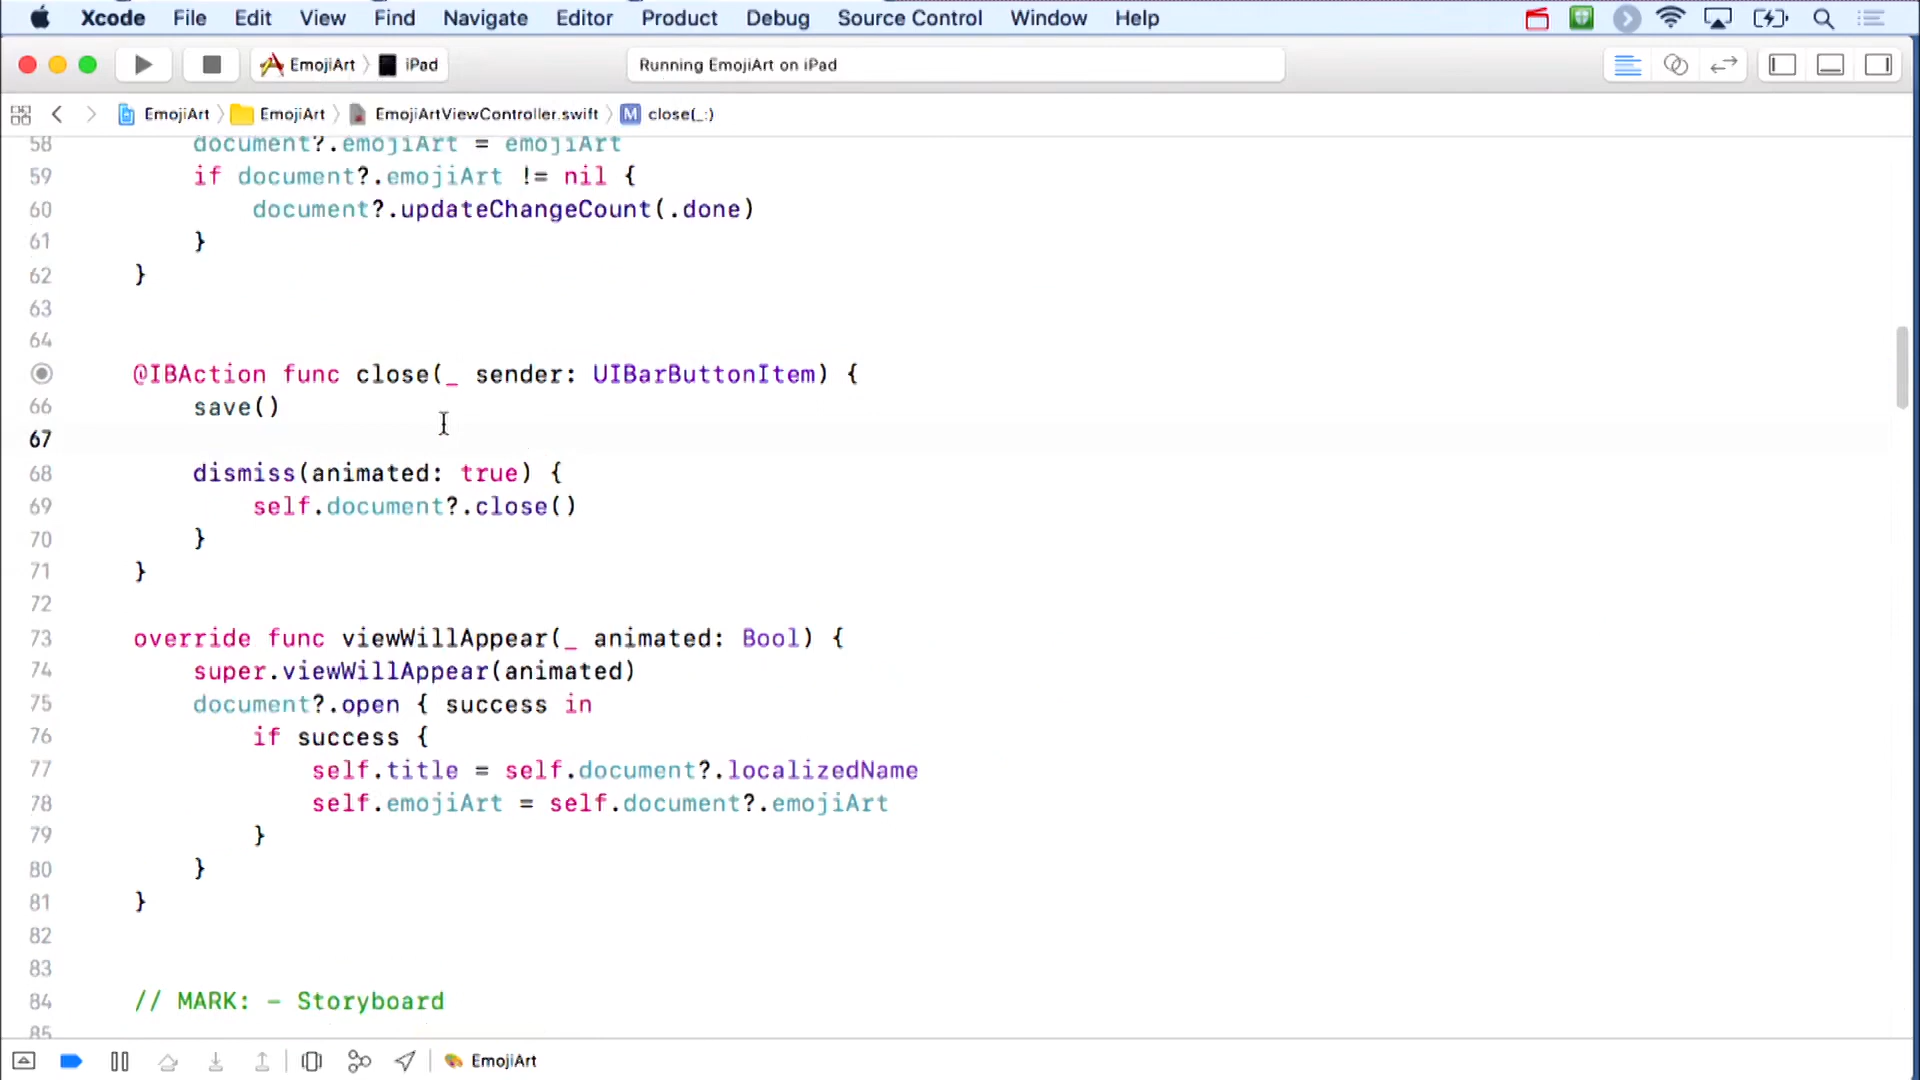 Xcode File Edit View Find Navigate Editor Product Debug Source Control Window Help
EmojiArt iPad Running EmojiArt on iPad
EmojiArt EmojiArt EmojiArtViewController.swift M close(_:)
58 document?.emojiArt = emojiArt
59 if document?.emojiArt != nil {
60 document?.updateChangeCount(.done)
61 }
62 }
63
64
@IBAction func close(_ sender: UIBarButtonItem) {
66 save()
67
68 dismiss(animated: true) {
69 self.document?.close()
70 }
71 }
72
73 override func viewWillAppear(_ animated: Bool) {
74 super.viewWillAppear(animated)
75 document?.open { success in
76 if success {
77 self.title = self.document?.localizedName
78 self.emojiArt = self.document?.emojiArt
79 }
80 }
81 }
82
83
84 // MARK: - Storyboard
85
EmojiArt